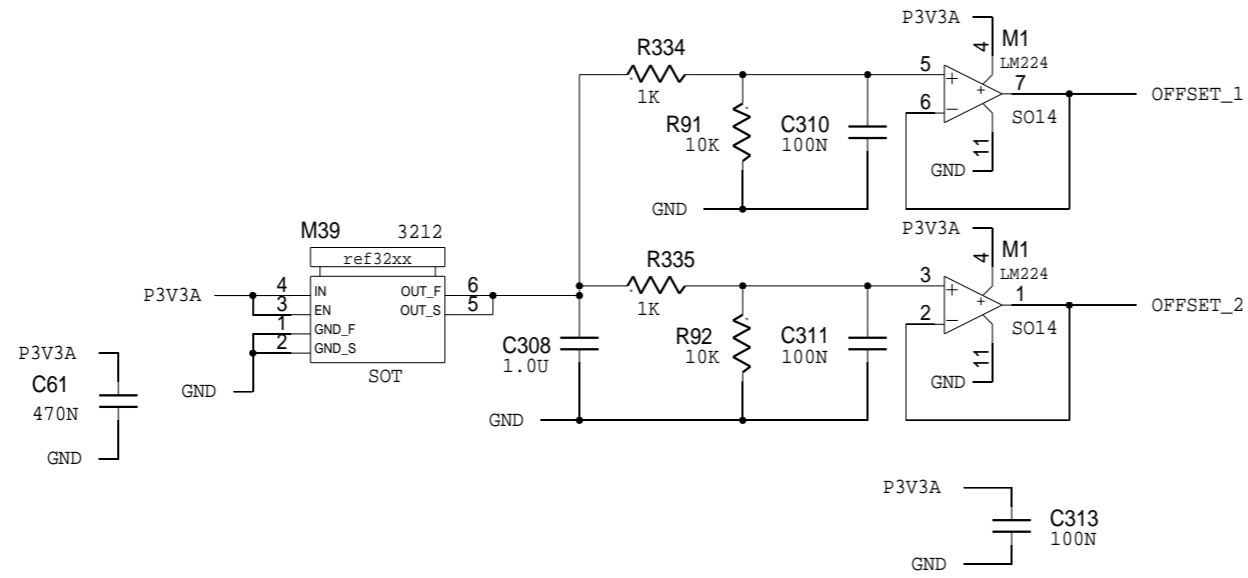 P3V3A
4
M1
LM224
R334
1K
5
6
7
SO14
OFFSET_1
R91
10K
C310
100N
11
GND
GND
M39
3212
ref32xx
P3V3A
4
3
1
2
IN
EN
GND_F
GND_S
OUT_F
OUT_S
6
5
SOT
GND
P3V3A
C61
470N
GND
R335
1K
C308
1.0U
GND
R92
10K
C311
100N
P3V3A
4
M1
LM224
3
2
1
SO14
OFFSET_2
11
GND
P3V3A
C313
100N
GND